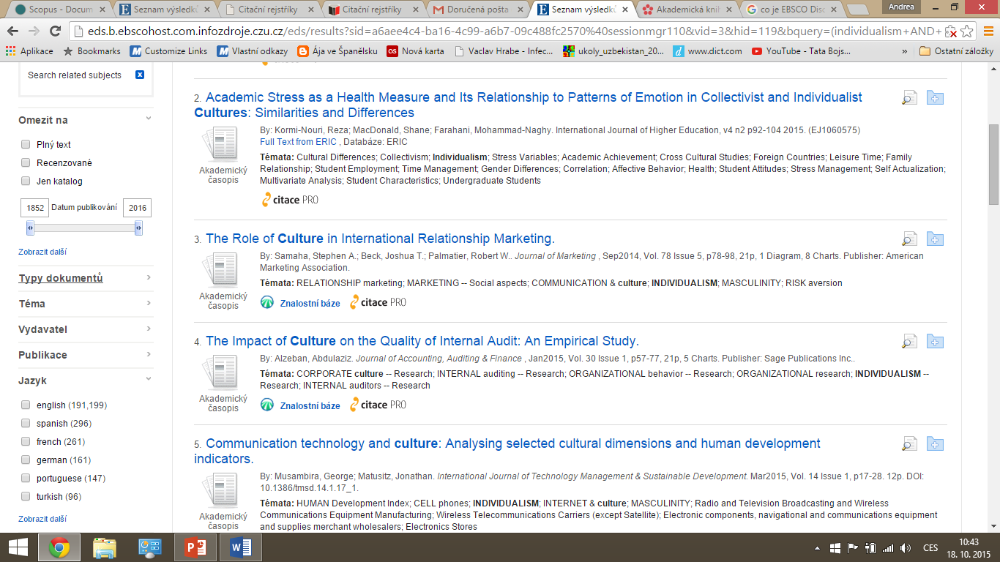 Scopus - Docum
Seznam výsledků
Citační rejstříky
Citační rejstříky
Doručená pošta
Seznam výsledků
Akademická knih
co je EBSCO Disc
Andrea
eds.b.ebscohost.com.infozdroje.czu.cz/eds/results?sid=a6aee4c4-ba16-4c99-a6b7-09c488fc2570%40sessionmgr110&vid=3&hid=119&bquery=(individualism+AND+
Aplikace
Bookmarks
Customize Links
Vlastní odkazy
Ája ve Španělsku
Nová karta
Vaclav Hrabe - Infec...
ukoly_uzbekistan_20...
www.dict.com
YouTube - Tata Bojs...
»
Ostatní záložky
Search related subjects
Omezit na
Plný text
Recenzované
Jen katalog
1852 Datum publikování 2016
Zobrazit další
Typy dokumentů
Téma
Vydavatel
Publikace
Jazyk
english (191,199)
spanish (296)
french (261)
german (161)
portuguese (147)
turkish (96)
Zobrazit další
2. Academic Stress as a Health Measure and Its Relationship to Patterns of Emotion in Collectivist and Individualist
Cultures: Similarities and Differences
Akademický
časopis
By: Kormi-Nouri, Reza; MacDonald, Shane; Farahani, Mohammad-Naghy. International Journal of Higher Education, v4 n2 p92-104 2015. (EJ1060575)
Full Text from ERIC , Databáze: ERIC
Témata: Cultural Differences; Collectivism; Individualism; Stress Variables; Academic Achievement; Cross Cultural Studies; Foreign Countries; Leisure Time; Family
Relationship; Student Employment; Time Management; Gender Differences; Correlation; Affective Behavior; Health; Student Attitudes; Stress Management; Self Actualization;
Multivariate Analysis; Student Characteristics; Undergraduate Students
citace PRO
3. The Role of Culture in International Relationship Marketing.
Akademický
časopis
By: Samaha, Stephen A.; Beck, Joshua T.; Palmatier, Robert W.. Journal of Marketing , Sep2014, Vol. 78 Issue 5, p78-98, 21p, 1 Diagram, 8 Charts. Publisher: American
Marketing Association.
Témata: RELATIONSHIP marketing; MARKETING -- Social aspects; COMMUNICATION & culture; INDIVIDUALISM; MASCULINITY; RISK aversion
Znalostní báze citace PRO
4. The Impact of Culture on the Quality of Internal Audit: An Empirical Study.
Akademický
časopis
By: Alzeban, Abdulaziz. Journal of Accounting, Auditing & Finance , Jan2015, Vol. 30 Issue 1, p57-77, 21p, 5 Charts. Publisher: Sage Publications Inc..
Témata: CORPORATE culture -- Research; INTERNAL auditing -- Research; ORGANIZATIONAL behavior -- Research; ORGANIZATIONAL research; INDIVIDUALISM --
Research; INTERNAL auditors -- Research
Znalostní báze citace PRO
5. Communication technology and culture: Analysing selected cultural dimensions and human development
indicators.
Akademický
časopis
By: Musambira, George; Matusitz, Jonathan. International Journal of Technology Management & Sustainable Development. Mar2015, Vol. 14 Issue 1, p17-28. 12p. DOI:
10.1386/tmsd.14.1.17_1.
Témata: HUMAN Development Index; CELL phones; INDIVIDUALISM; INTERNET & culture; MASCULINITY; Radio and Television Broadcasting and Wireless
Communications Equipment Manufacturing; Wireless Telecommunications Carriers (except Satellite); Electronic components, navigational and communications equipment
and supplies merchant wholesalers; Electronics Stores
CES
10:43
18. 10. 2015